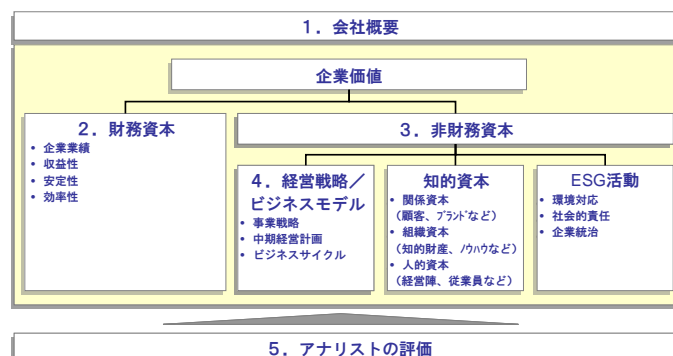 1．会社概要
企業価値
2．財務資本
• 企業業績
• 収益性
• 安定性
• 効率性
3．非財務資本
4．経営戦略／
ビジネスモデル
• 事業戦略
• 中期経営計画
• ビジネスサイクル
知的資本
• 関係資本
（顧客、ブランドなど）
• 組織資本
（知的財産、ノウハウなど）
• 人的資本
（経営陣、従業員など）
ESG活動
• 環境対応
• 社会的責任
• 企業統治
5．アナリストの評価